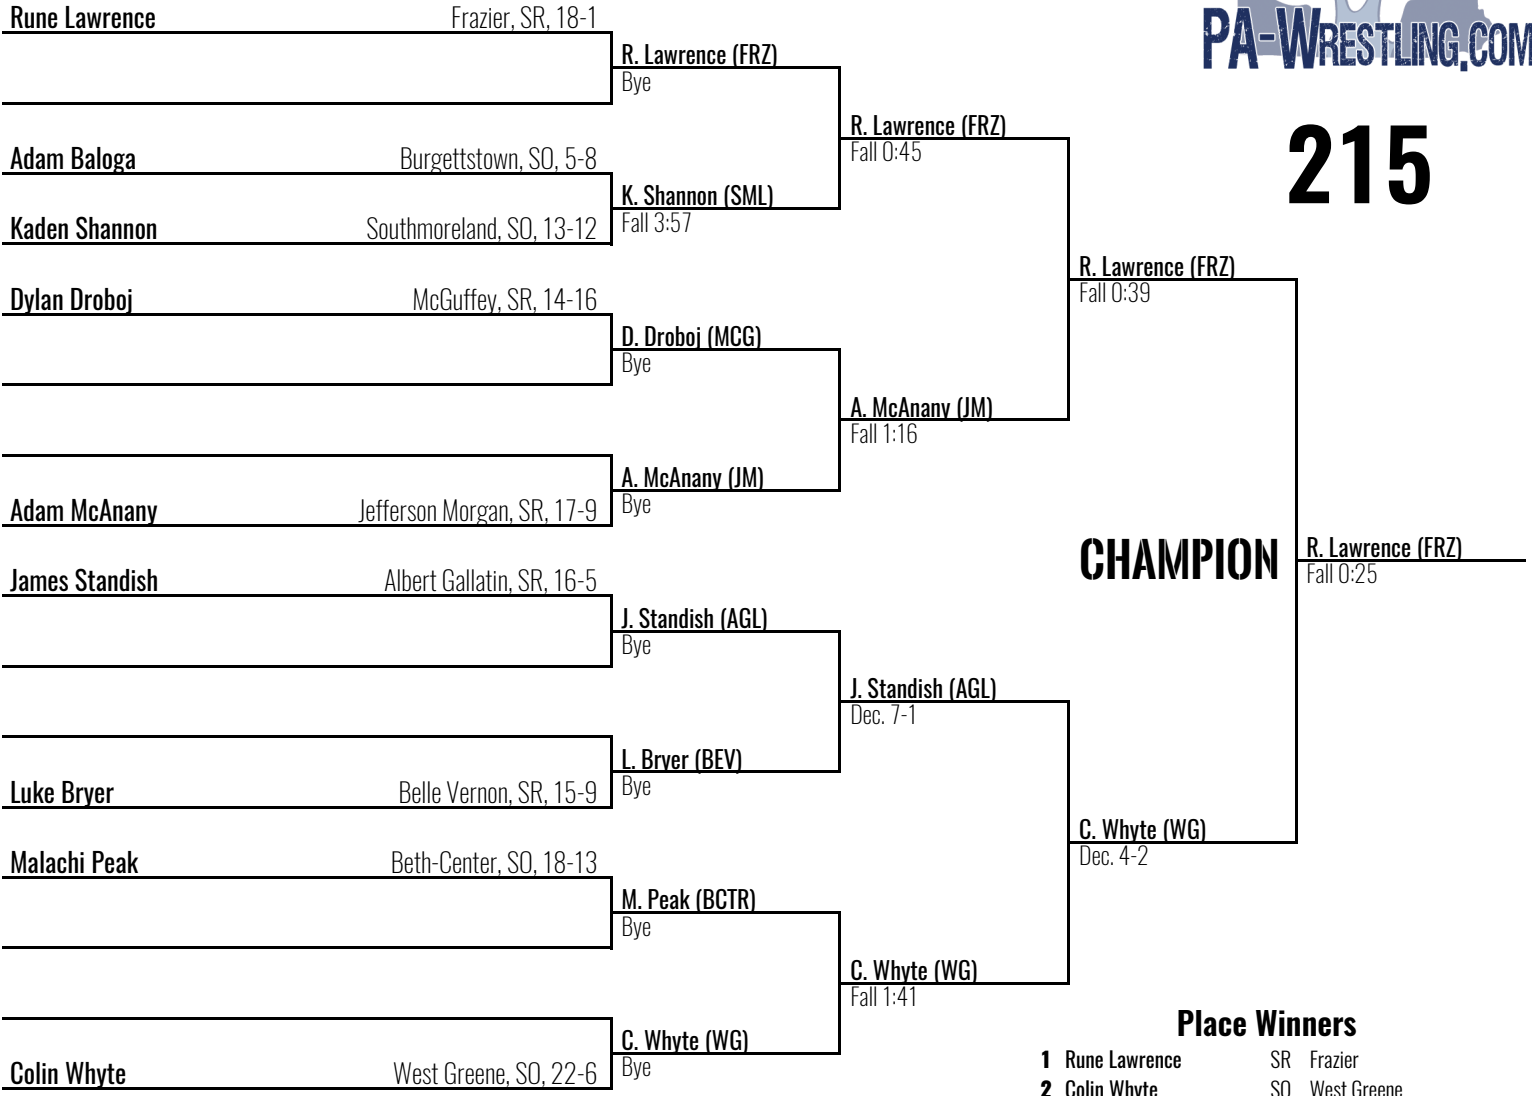 PA-WRESTLING.COM
215
Rune Lawrence Frazier, SR, 18-1
R. Lawrence (FRZ)
Bye
R. Lawrence (FRZ)
Fall 0:45
Adam Baloga Burgettstown, SO, 5-8
K. Shannon (SML)
Fall 3:57
Kaden Shannon Southmoreland, SO, 13-12
R. Lawrence (FRZ)
Fall 0:39
Dylan Droboj McGuffey, SR, 14-16
D. Droboj (MCG)
Bye
A. McAnany (JM)
Fall 1:16
A. McAnany (JM)
Bye
Adam McAnany Jefferson Morgan, SR, 17-9
CHAMPION
R. Lawrence (FRZ)
Fall 0:25
James Standish Albert Gallatin, SR, 16-5
J. Standish (AGL)
Bye
J. Standish (AGL)
Dec. 7-1
L. Bryer (BEV)
Bye
Luke Bryer Belle Vernon, SR, 15-9
C. Whyte (WG)
Dec. 4-2
Malachi Peak Beth-Center, SO, 18-13
M. Peak (BCTR)
Bye
C. Whyte (WG)
Fall 1:41
C. Whyte (WG)
Bye
Colin Whyte West Greene, SO, 22-6
Place Winners
1 Rune Lawrence SR Frazier
2 Colin Whyte SO West Greene